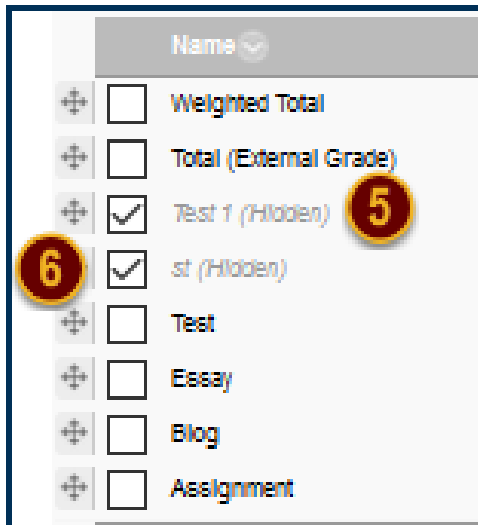 Name
Weighted Total
Total (External Grade)
Test 1 (Hidden)
5
6
st (Hidden)
Test
Essay
Blog
Assignment